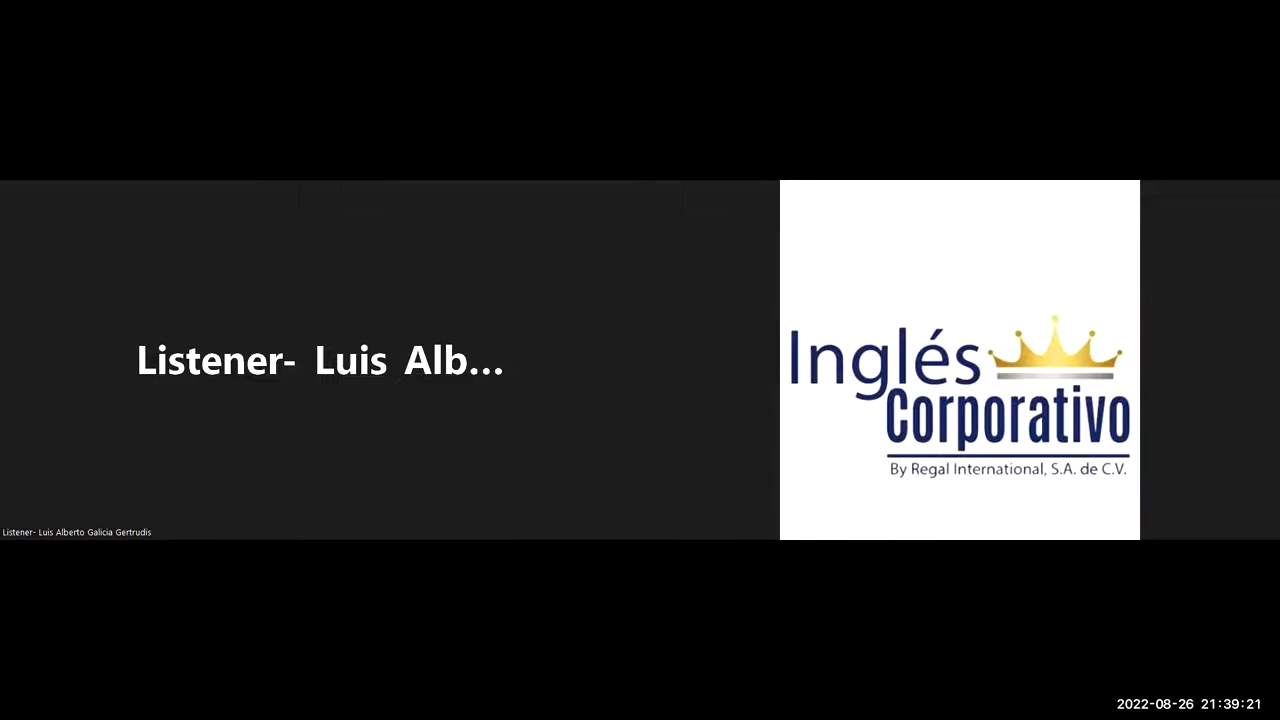 Listener- Luis Alb...
Listener- Luis Alberto Galicia Gertrudis
Inglés
Corporativo
By Regal International, S.A. de C.V.
2022-08-26 21:39:21